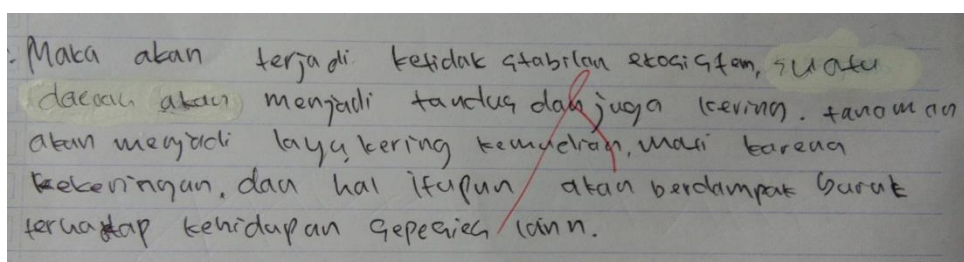 : Maka akan terjadi ketidak stabilan ekosistem, suatu
daerah akan menjadi tandus dan juga kering. tanaman
akan menjadi layu, kering kemudian, mati karena
kekeringan, dan hal itupun akan berdampak buruk
terhadap kehidupan sepesies lainn.